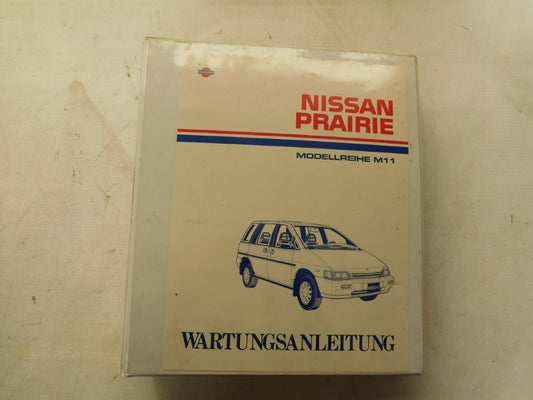 NISSAN
PRAIRIE
MODELLREIHE M11
WARTUNGSANLEITUNG